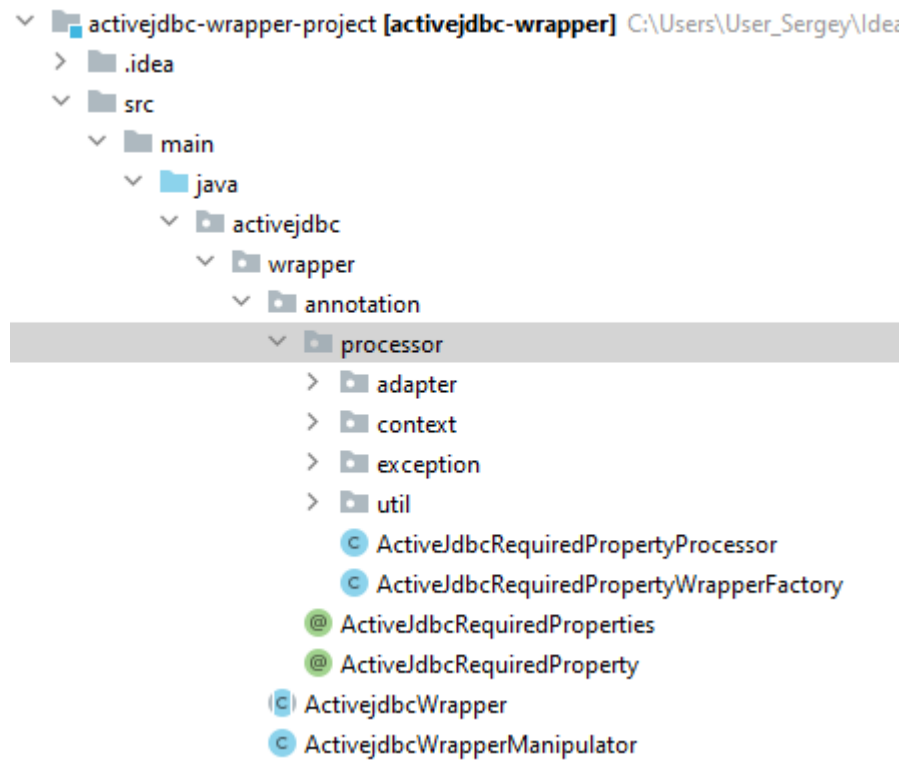 activejdbc-wrapper-project [activejdbc-wrapper] C:\Users\User_Sergey\Idea
.idea
src
main
java
activejdbc
wrapper
annotation
processor
adapter
context
exception
util
C ActiveJdbcRequiredPropertyProcessor
C ActiveJdbcRequiredPropertyWrapperFactory
@ ActiveJdbcRequiredProperties
@ ActiveJdbcRequiredProperty
C ActivejdbcWrapper
C ActivejdbcWrapperManipulator